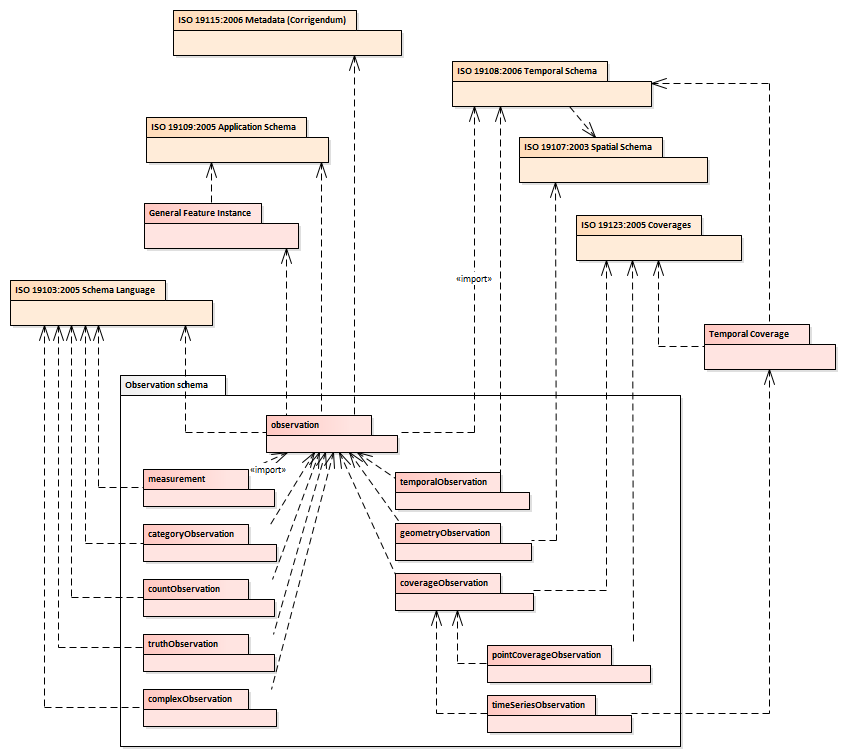 ISO 19115:2006 Metadata (Corrigendum)
ISO 19108:2006 Temporal Schema
ISO 19109:2005 Application Schema
ISO 19107:2003 Spatial Schema
General Feature Instance
ISO 19123:2005 Coverages
«import»
ISO 19103:2005 Schema Language
Temporal Coverage
Observation schema
observation
«import»
measurement
temporalObservation
categoryObservation
geometryObservation
countObservation
coverageObservation
truthObservation
pointCoverageObservation
complexObservation
timeSeriesObservation